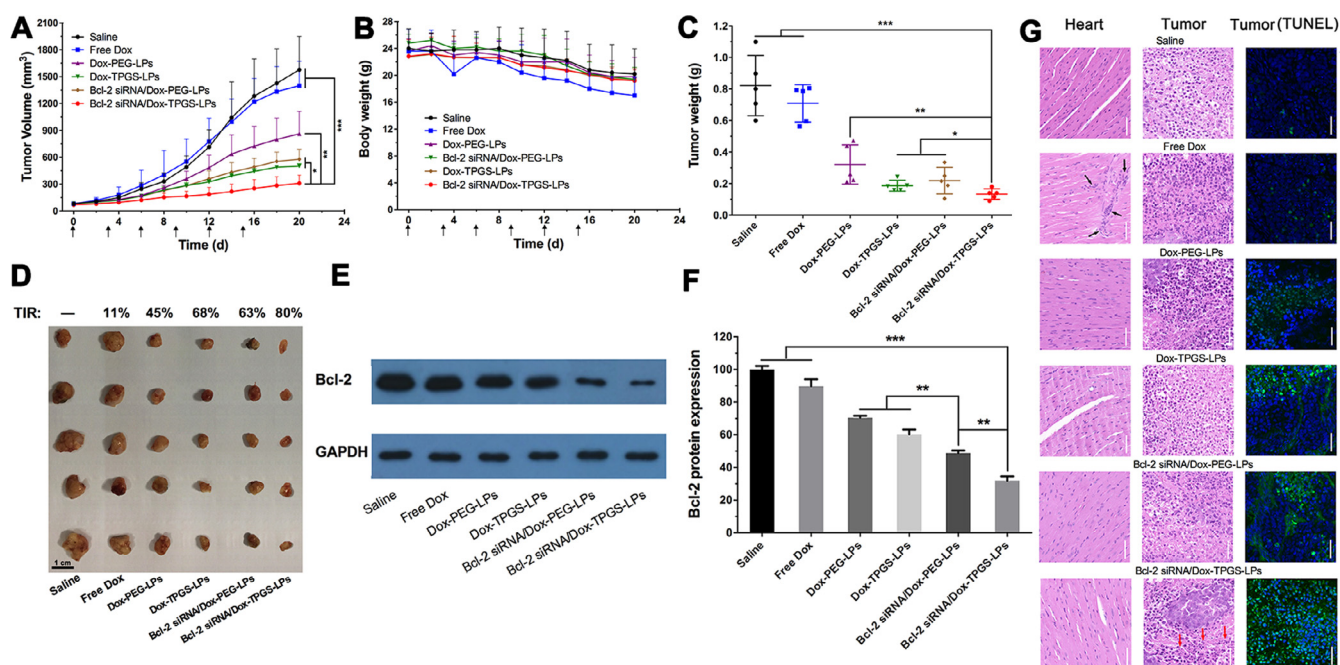 A
Tumor Volume (mm³)
2100
1800
1500
1200
900
600
300
0
0 4 8 12 16 20 24
Time (d)
Saline
Free Dox
Dox-PEG-LPs
Dox-TPGS-LPs
Bcl-2 siRNA/Dox-PEG-LPs
Bcl-2 siRNA/Dox-TPGS-LPs
***
**
*
B
Body weight (g)
28
24
20
16
12
8
4
0
0 4 8 12 16 20 24
Time (d)
Saline
Free Dox
Dox-PEG-LPs
Bcl-2 siRNA/Dox-PEG-LPs
Dox-TPGS-LPs
Bcl-2 siRNA/Dox-TPGS-LPs
C
Tumor weight (g)
1.2
1.0
0.8
0.6
0.4
0.2
0.0
***
**
*
Saline
Free Dox
Dox-PEG-LPs
Dox-TPGS-LPs
Bcl-2 siRNA/Dox-PEG-LPs
Bcl-2 siRNA/Dox-TPGS-LPs
D
TIR: — 11% 45% 68% 63% 80%
1 cm
Saline
Free Dox
Dox-PEG-LPs
Dox-TPGS-LPs
Bcl-2 siRNA/Dox-PEG-LPs
Bcl-2 siRNA/Dox-TPGS-LPs
E
Bcl-2
GAPDH
Saline
Free Dox
Dox-PEG-LPs
Dox-TPGS-LPs
Bcl-2 siRNA/Dox-PEG-LPs
Bcl-2 siRNA/Dox-TPGS-LPs
F
Bcl-2 protein expression
120
100
80
60
40
20
0
***
**
**
Saline
Free Dox
Dox-PEG-LPs
Dox-TPGS-LPs
Bcl-2 siRNA/Dox-PEG-LPs
Bcl-2 siRNA/Dox-TPGS-LPs
G
Heart Tumor Tumor (TUNEL)
Saline
Free Dox
Dox-PEG-LPs
Dox-TPGS-LPs
Bcl-2 siRNA/Dox-PEG-LPs
Bcl-2 siRNA/Dox-TPGS-LPs